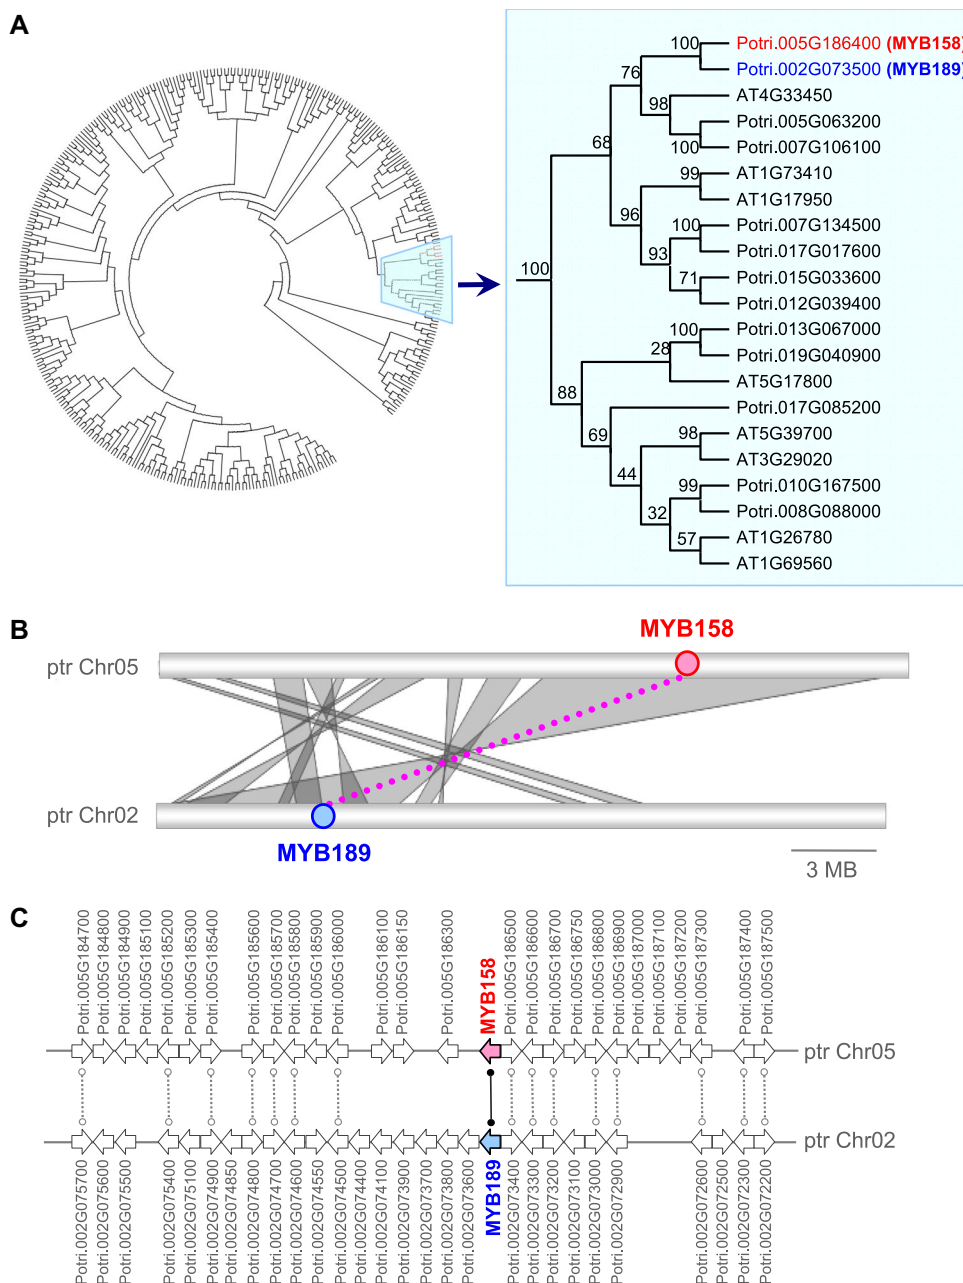 A
100
Potri.005G186400 (MYB158)
Potri.002G073500 (MYB189)
76
AT4G33450
98
Potri.005G063200
100
Potri.007G106100
68
AT1G73410
99
AT1G17950
96
Potri.007G134500
100
Potri.017G017600
93
Potri.015G033600
71
Potri.012G039400
100
Potri.013G067000
100
Potri.019G040900
28
AT5G17800
88
Potri.017G085200
69
AT5G39700
98
AT3G29020
44
Potri.010G167500
99
Potri.008G088000
32
AT1G26780
57
AT1G69560
B
MYB158
ptr Chr05
ptr Chr02
MYB189
3 MB
C
Potri.005G184700
Potri.005G184800
Potri.005G184900
Potri.005G185100
Potri.005G185200
Potri.005G185300
Potri.005G185400
Potri.005G185600
Potri.005G185700
Potri.005G185800
Potri.005G185900
Potri.005G186000
Potri.005G186100
Potri.005G186150
Potri.005G186300
MYB158
Potri.005G186500
Potri.005G186600
Potri.005G186700
Potri.005G186750
Potri.005G186800
Potri.005G186900
Potri.005G187000
Potri.005G187100
Potri.005G187200
Potri.005G187300
Potri.005G187400
Potri.005G187500
ptr Chr05
ptr Chr02
Potri.002G075700
Potri.002G075600
Potri.002G075500
Potri.002G075400
Potri.002G075100
Potri.002G074900
Potri.002G074850
Potri.002G074800
Potri.002G074700
Potri.002G074600
Potri.002G074550
Potri.002G074500
Potri.002G074400
Potri.002G074100
Potri.002G073900
Potri.002G073700
Potri.002G073800
Potri.002G073600
MYB189
Potri.002G073400
Potri.002G073300
Potri.002G073200
Potri.002G073100
Potri.002G073000
Potri.002G072900
Potri.002G072600
Potri.002G072500
Potri.002G072300
Potri.002G072200